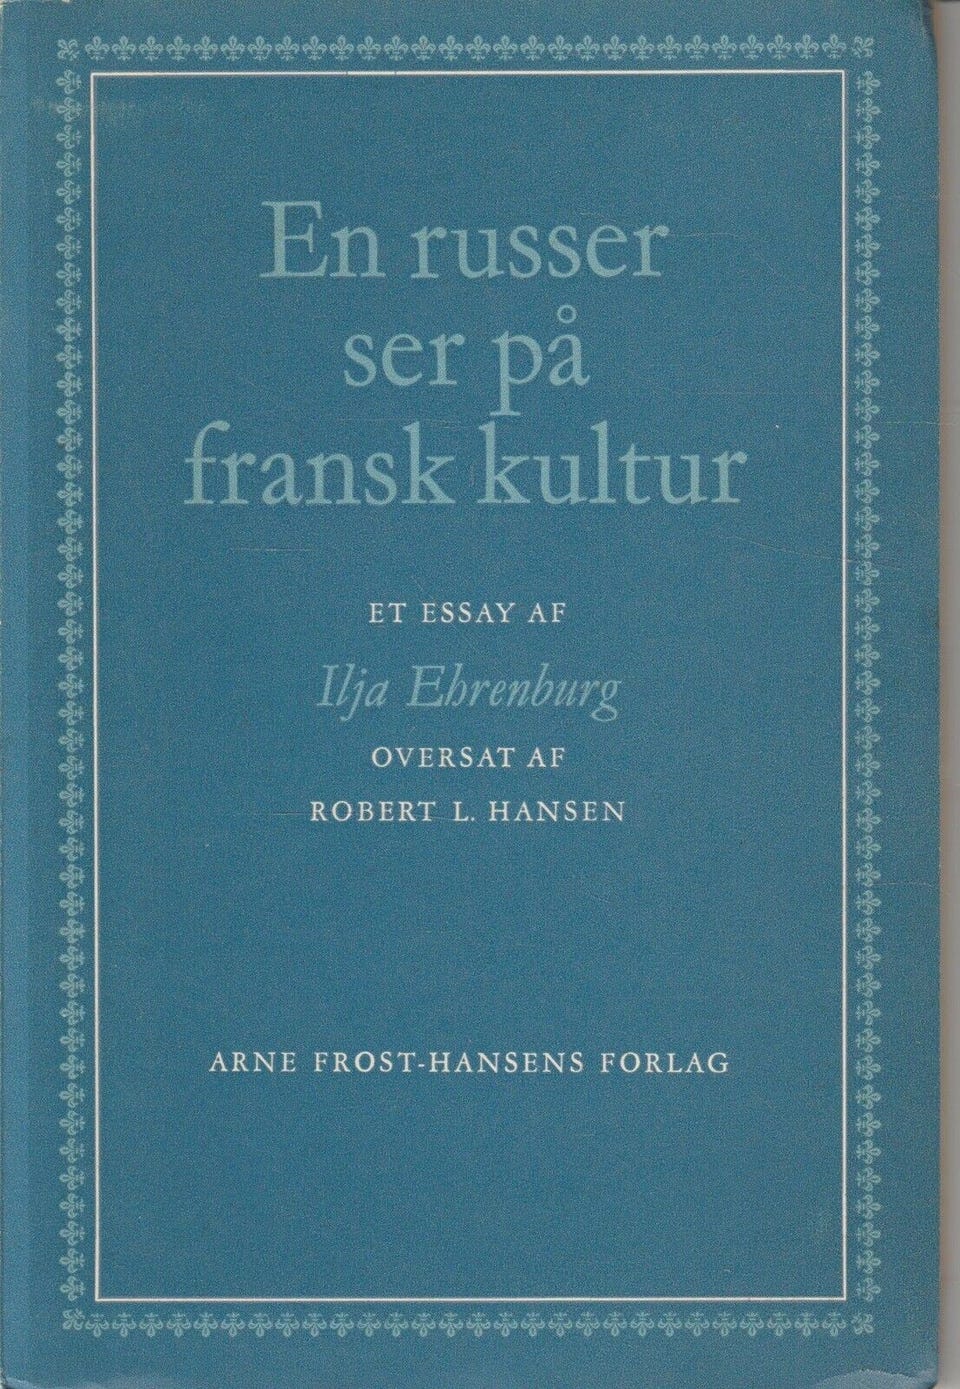 En russer
ser på
fransk kultur
ET ESSAY AF
Ilja Ehrenburg
OVERSAT AF
ROBERT L. HANSEN
ARNE FROST-HANSENS FORLAG